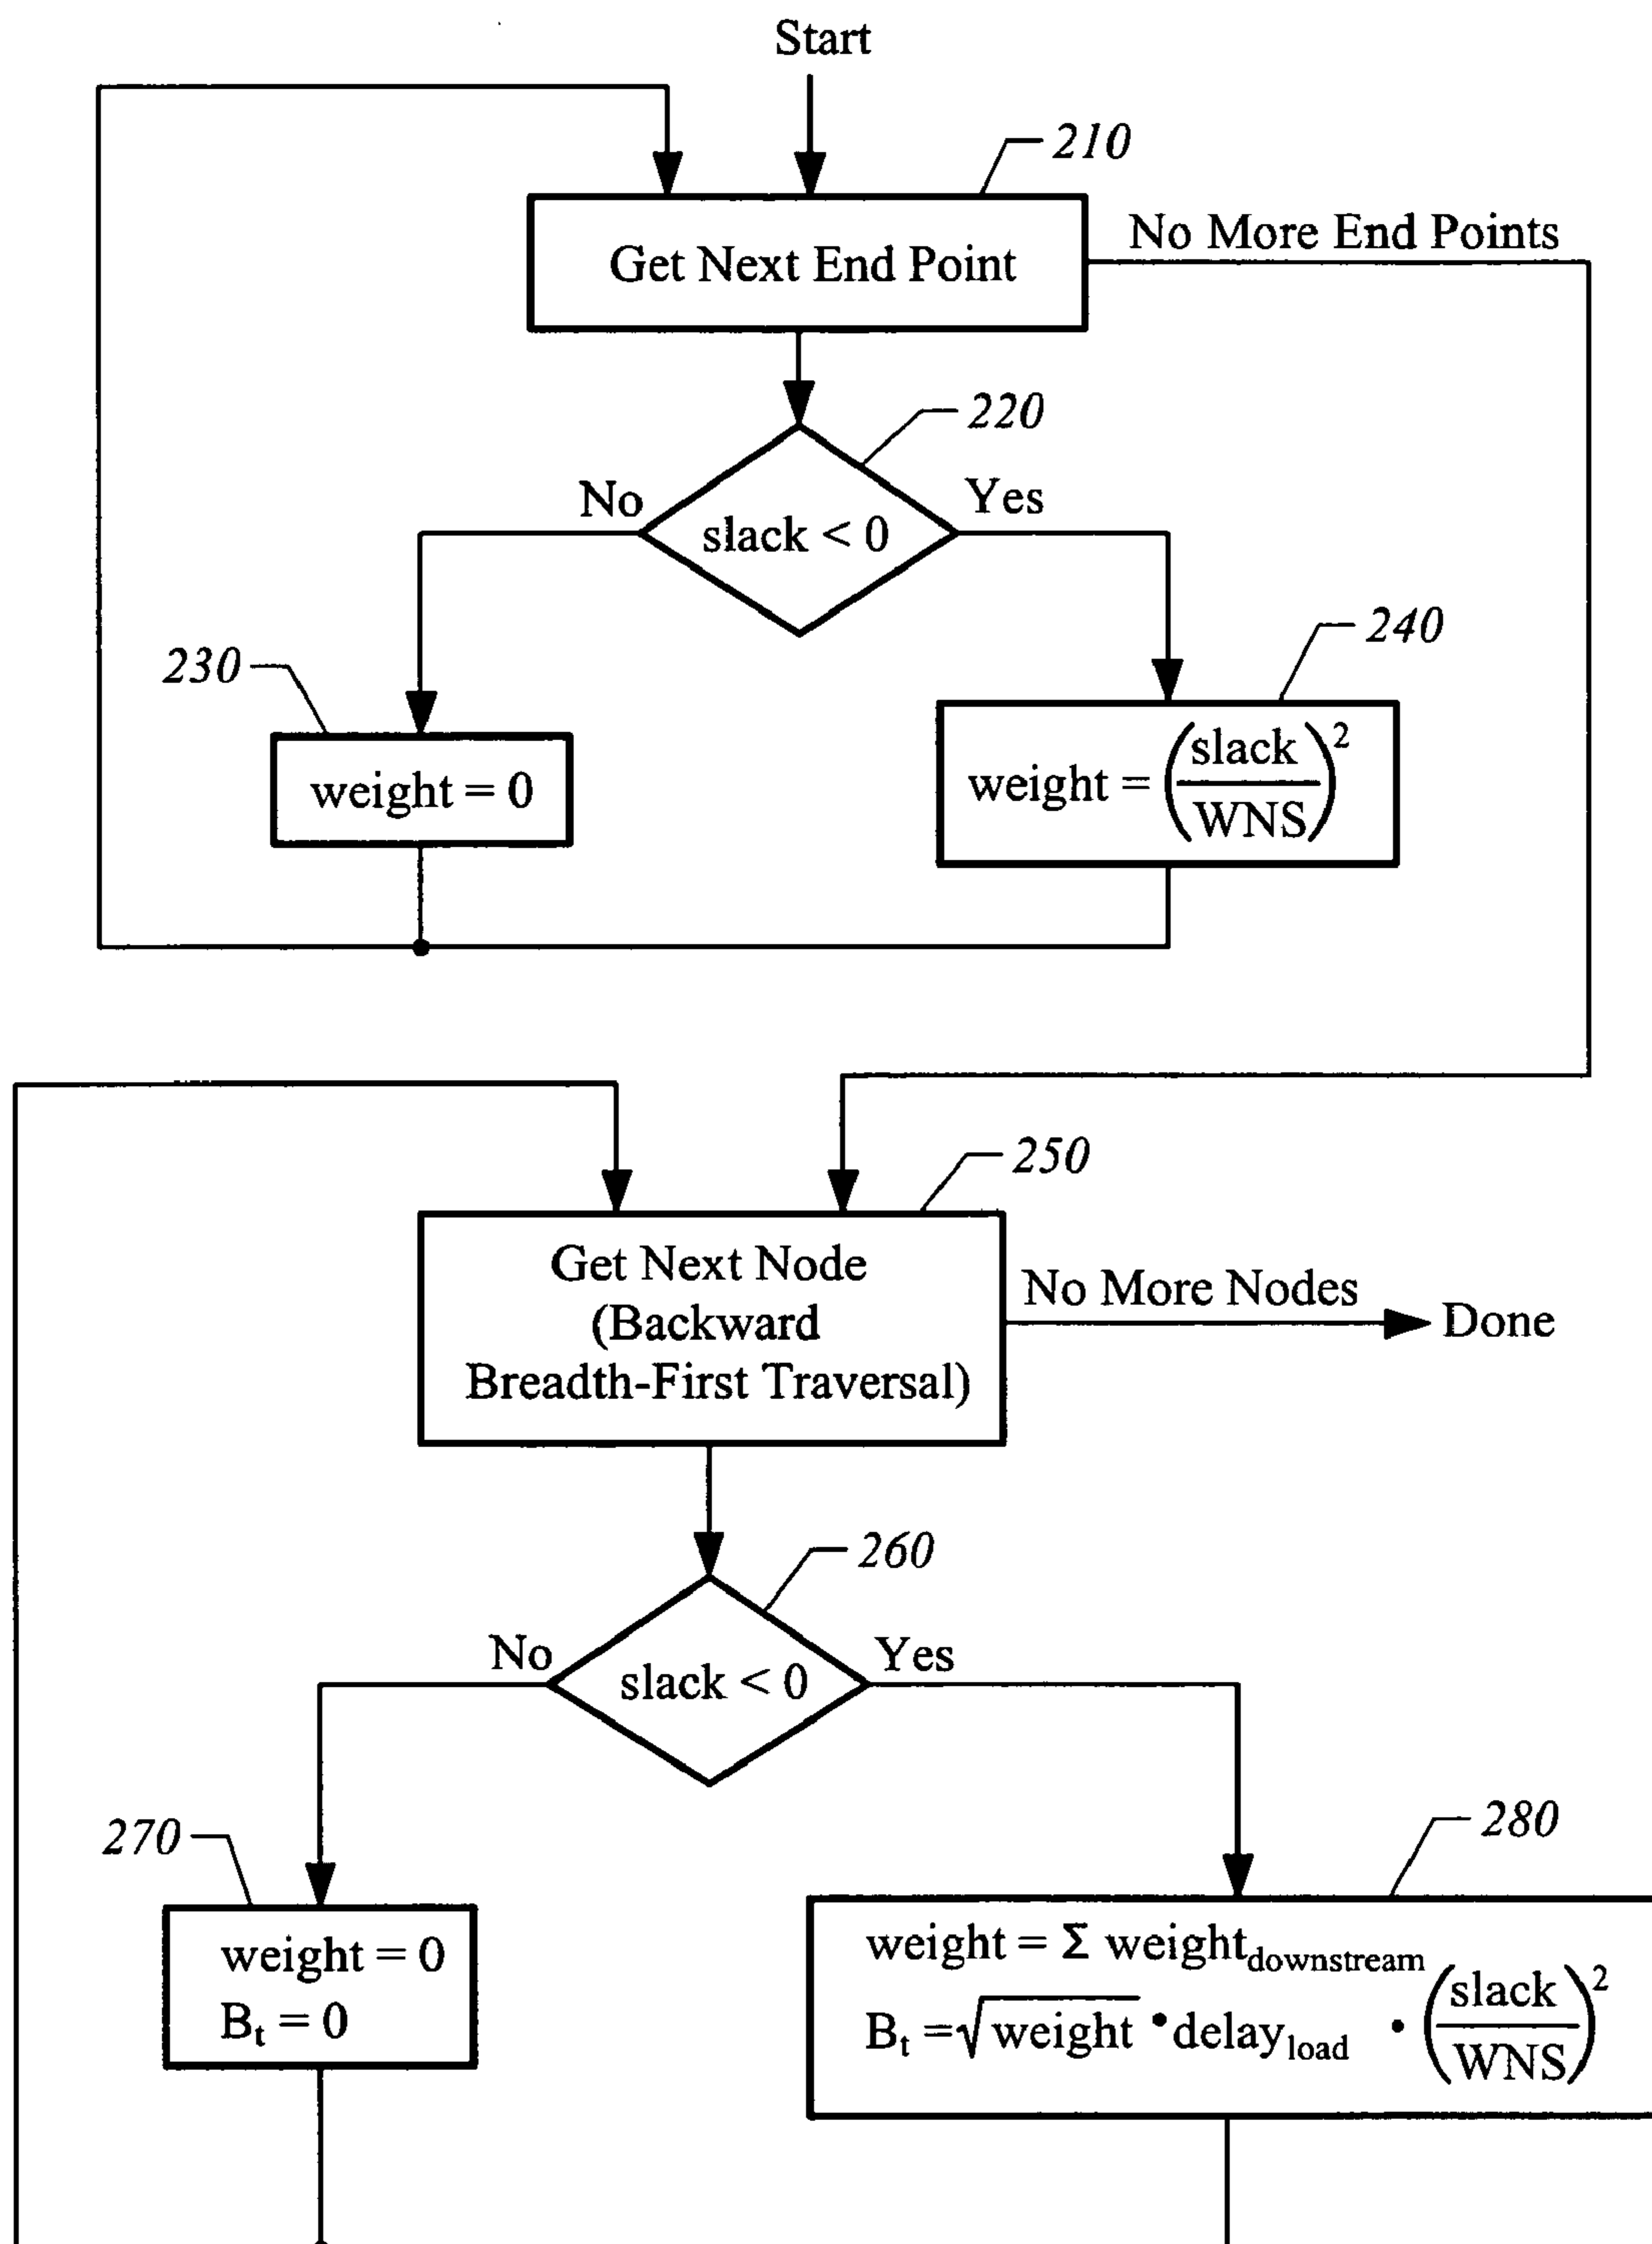 Start
210
Get Next End Point
No More End Points
220
No
Yes
slack < 0
230
240
weight = 0
weight = (slack/WNS)²
250
Get Next Node
(Backward
Breadth-First Traversal)
No More Nodes
Done
260
No
Yes
slack < 0
270
280
weight = 0
Bt = 0
weight = Σ weightdownstream
Bt = √weight • delayload • (slack/WNS)²